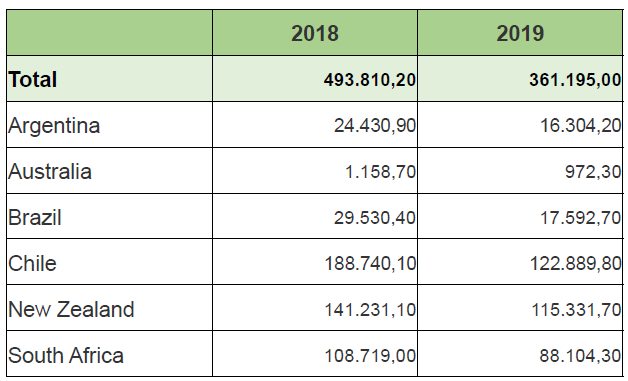 2018 2019
Total 493.810,20 361.195,00
Argentina 24.430,90 16.304,20
Australia 1.158,70 972,30
Brazil 29.530,40 17.592,70
Chile 188.740,10 122.889,80
New Zealand 141.231,10 115.331,70
South Africa 108.719,00 88.104,30